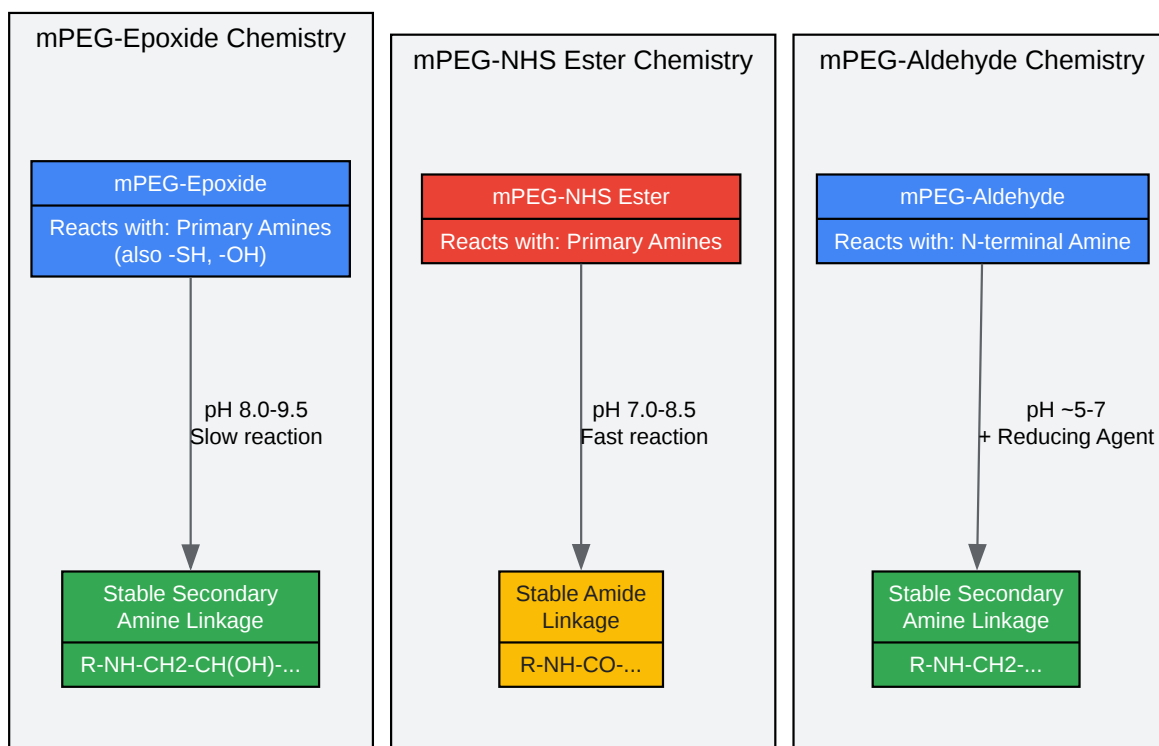 mPEG-Epoxide Chemistry
mPEG-Epoxide
Reacts with: Primary Amines
(also -SH, -OH)
pH 8.0-9.5
Slow reaction
Stable Secondary
Amine Linkage
R-NH-CH2-CH(OH)-...
mPEG-NHS Ester Chemistry
mPEG-NHS Ester
Reacts with: Primary Amines
pH 7.0-8.5
Fast reaction
Stable Amide
Linkage
R-NH-CO-...
mPEG-Aldehyde Chemistry
mPEG-Aldehyde
Reacts with: N-terminal Amine
pH ~5-7
+ Reducing Agent
Stable Secondary
Amine Linkage
R-NH-CH2-...